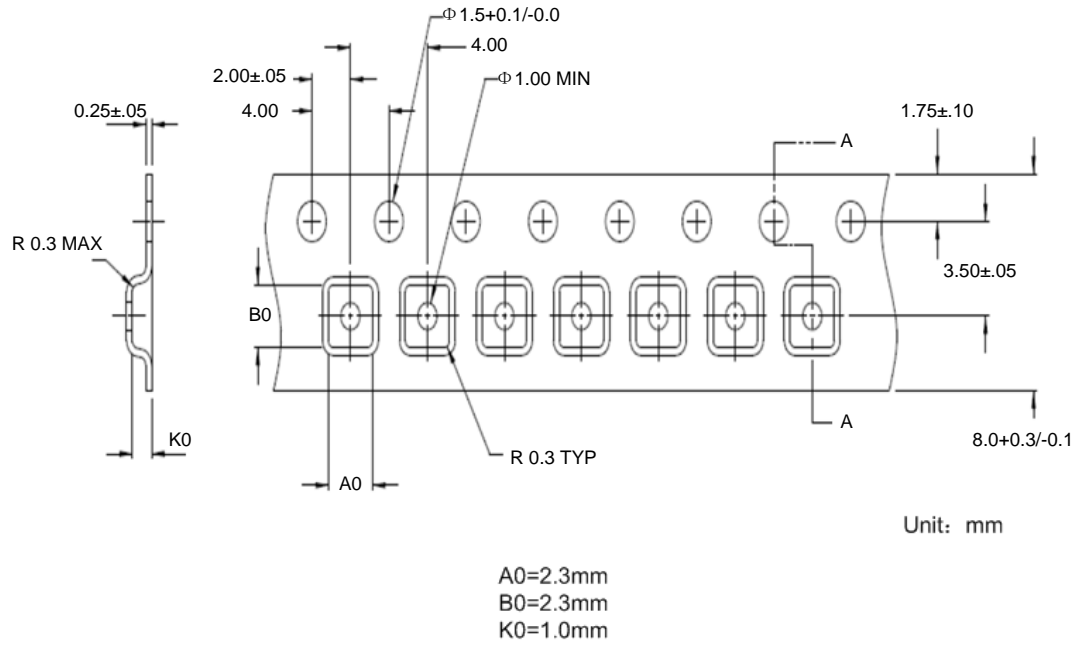 Φ1.5+0.1/-0.0
4.00
2.00±.05
Φ1.00 MIN
0.25±.05
4.00
1.75±.10
A
R 0.3 MAX
3.50±.05
B0
A
K0
8.0+0.3/-0.1
R 0.3 TYP
A0
Unit: mm
A0=2.3mm
B0=2.3mm
K0=1.0mm